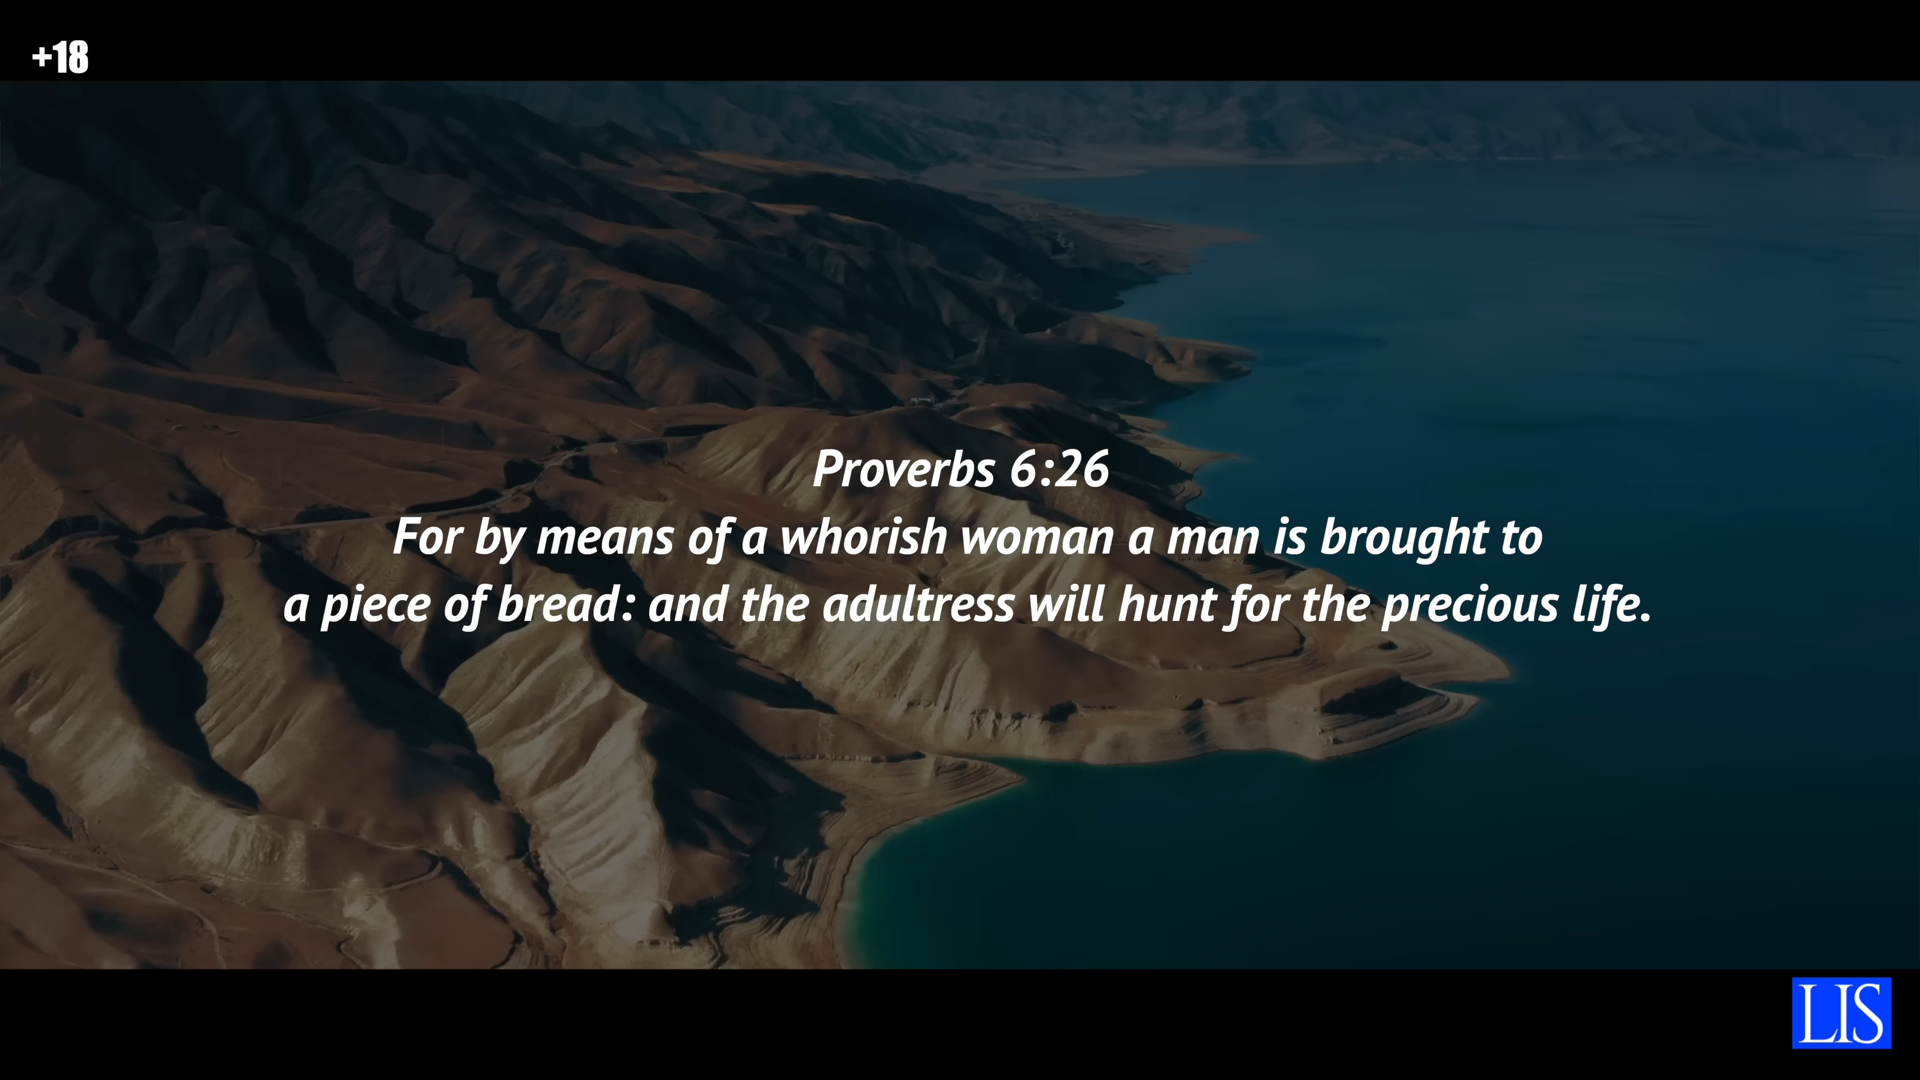 +18
Proverbs 6:26
For by means of a whorish woman a man is brought to
a piece of bread: and the adultress will hunt for the precious life.
LIS